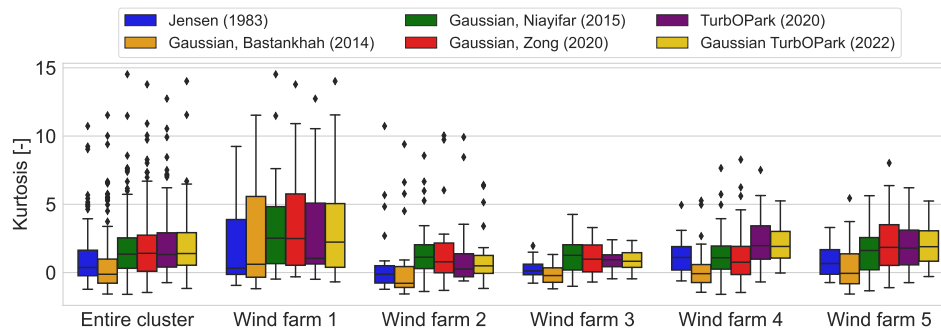 Jensen (1983) Gaussian, Niayifar (2015) TurbOPark (2020)
Gaussian, Bastankhah (2014) Gaussian, Zong (2020) Gaussian TurbOPark (2022)
15
10
5
0
Kurtosis [-]
Entire cluster Wind farm 1 Wind farm 2 Wind farm 3 Wind farm 4 Wind farm 5